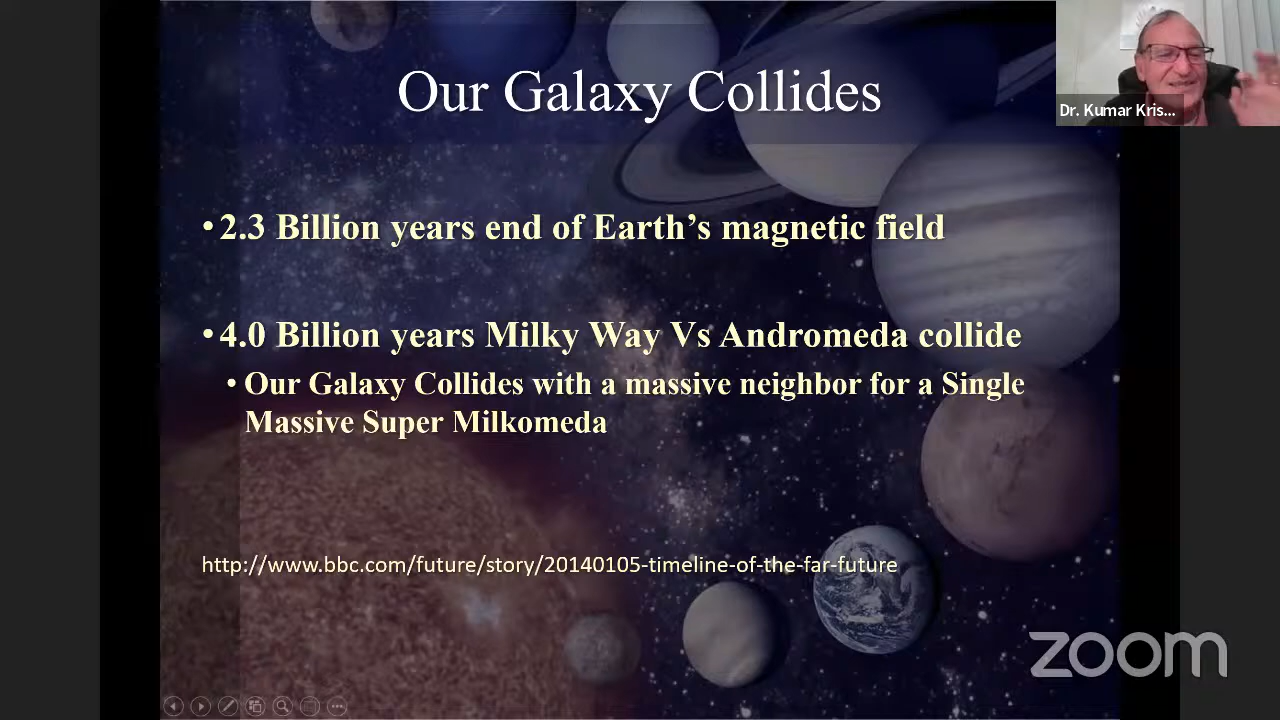 Our Galaxy Collides
Dr. Kumar Kris...
• 2.3 Billion years end of Earth’s magnetic field
• 4.0 Billion years Milky Way Vs Andromeda collide
• Our Galaxy Collides with a massive neighbor for a Single
Massive Super Milkomeda
http://www.bbc.com/future/story/20140105-timeline-of-the-far-future
zoom